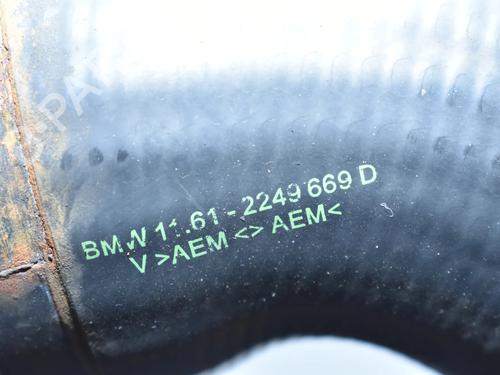 BMW 11.61 - 2249 669 D
V >AEM <> AEM<